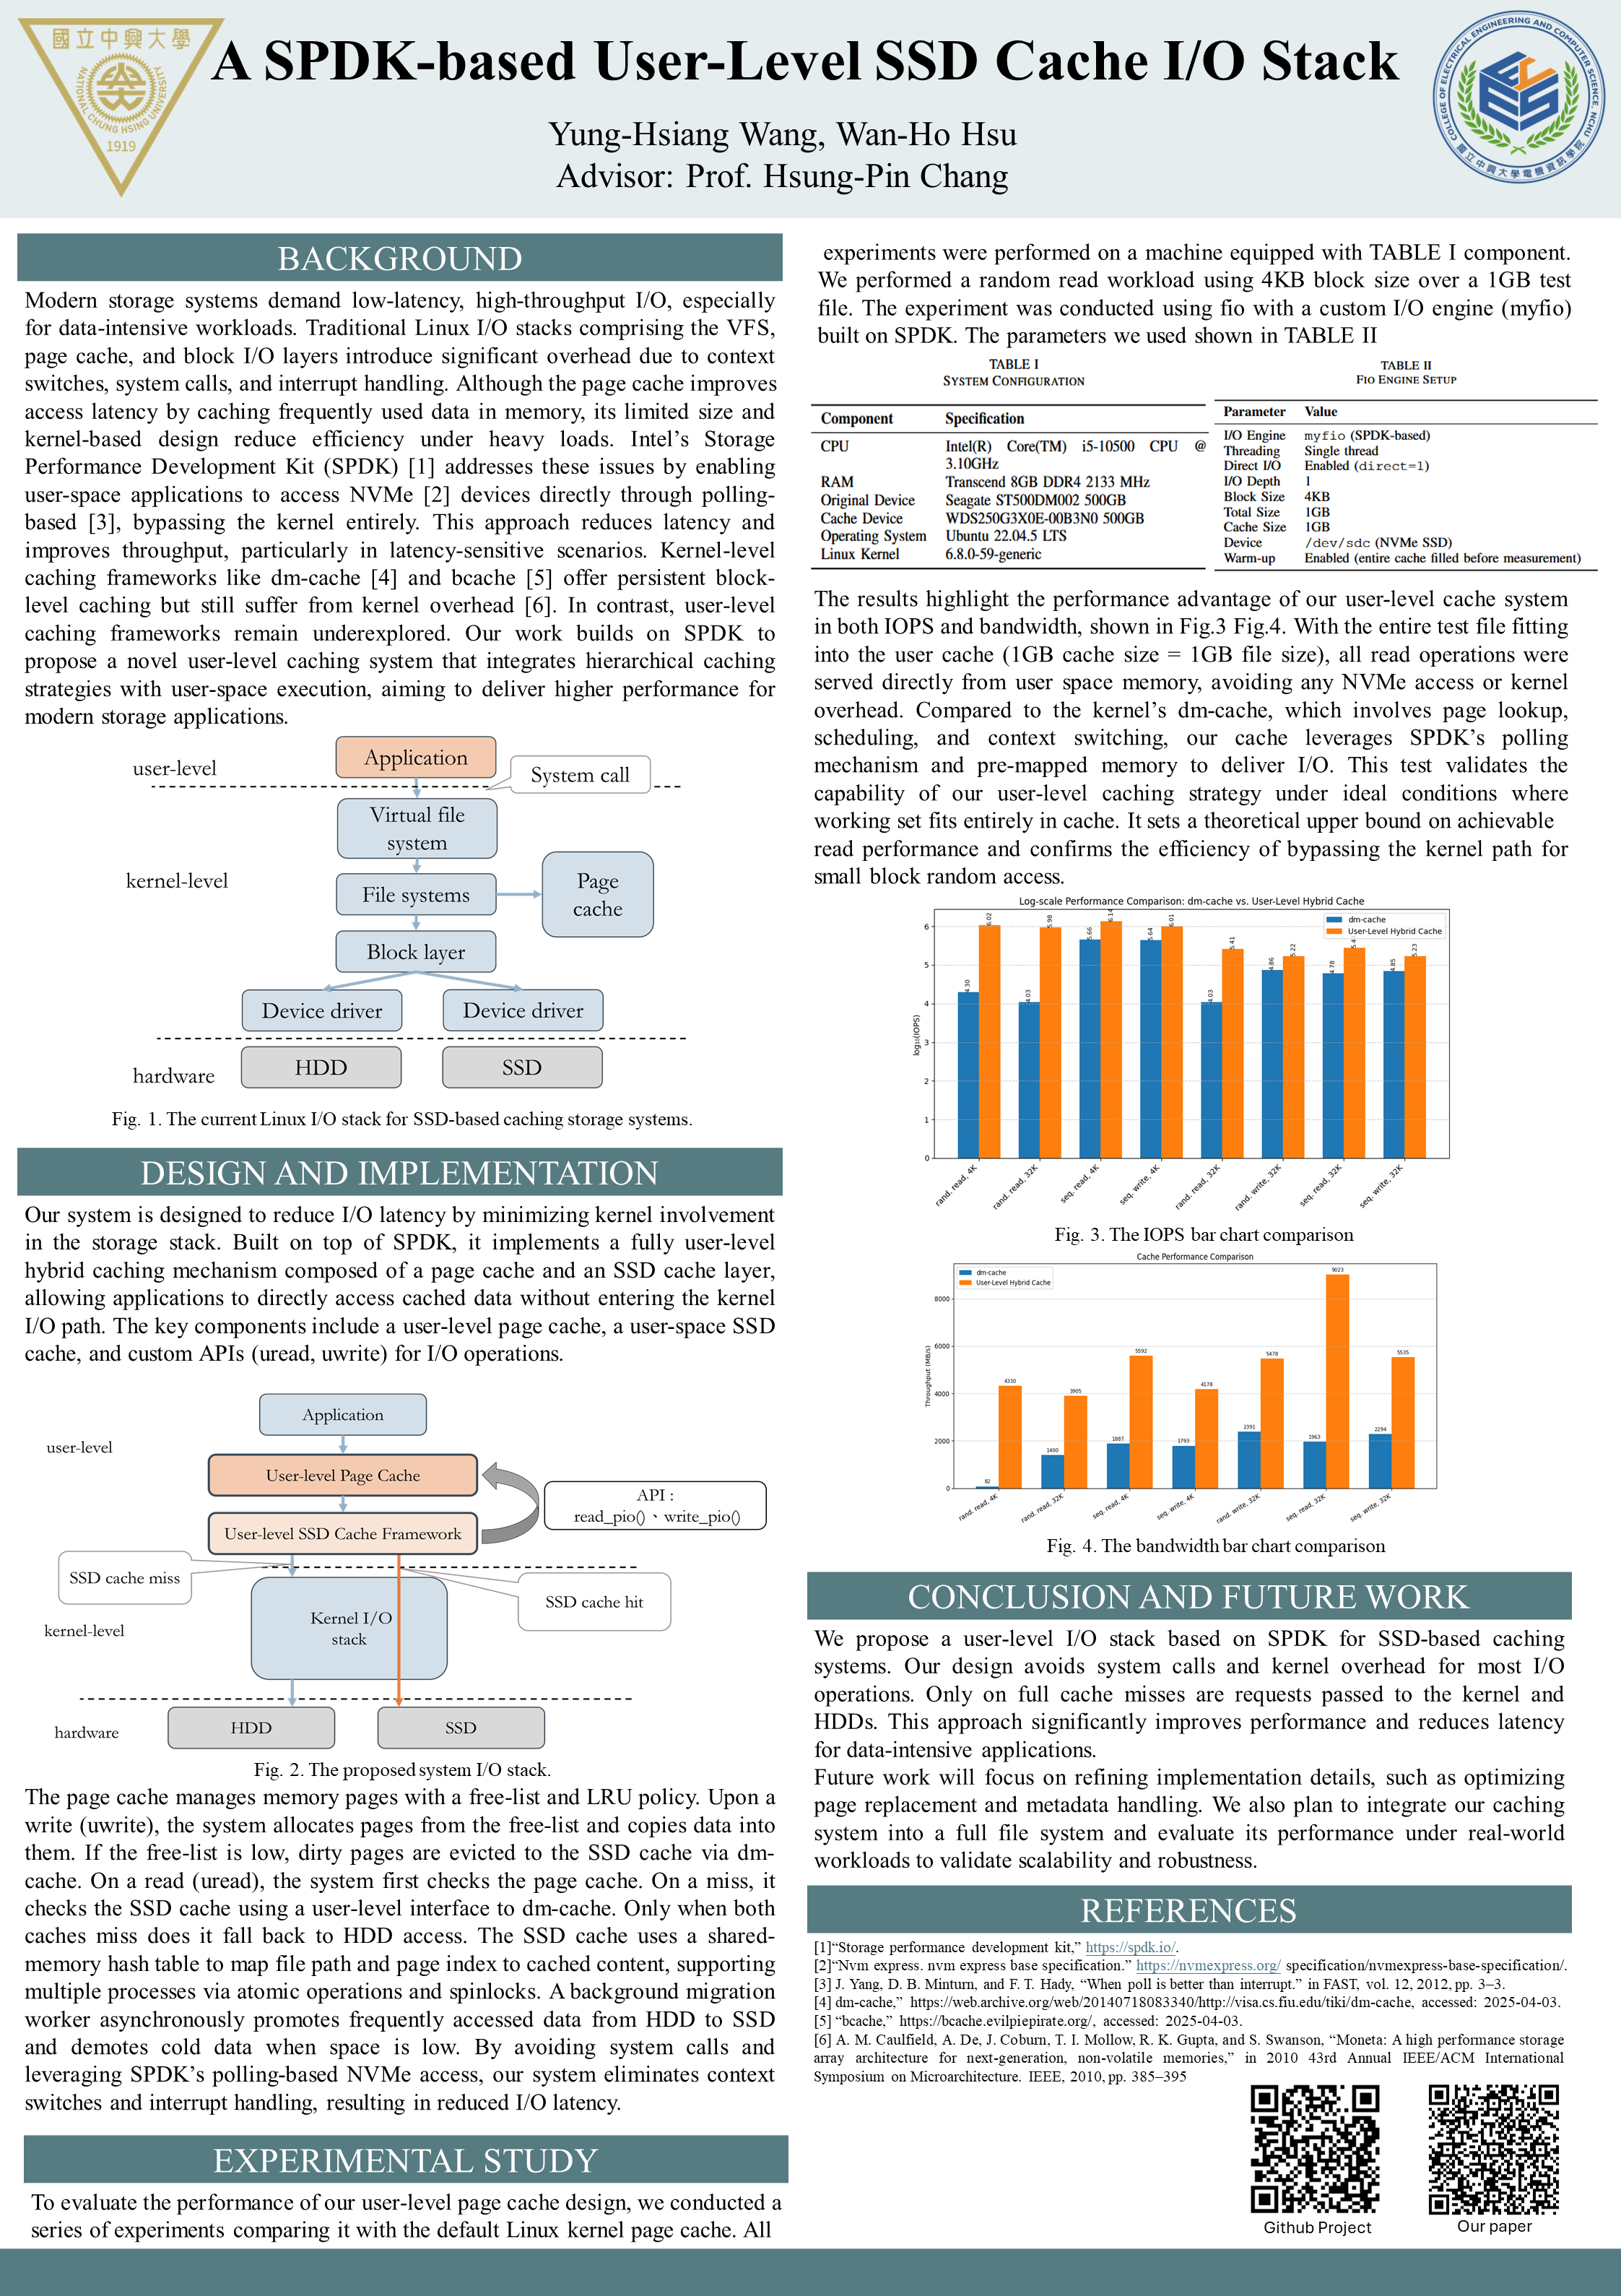 國立中興大學
NATIONAL CHUNG HSING UNIVERSITY
1919
A SPDK-based User-Level SSD Cache I/O Stack
Yung-Hsiang Wang, Wan-Ho Hsu
Advisor: Prof. Hsung-Pin Chang
COLLEGE OF ELECTRICAL ENGINEERING AND COMPUTER SCIENCE, NCHU
國立中興大學電機資訊學院
BACKGROUND
Modern storage systems demand low-latency, high-throughput I/O, especially
for data-intensive workloads. Traditional Linux I/O stacks comprising the VFS,
page cache, and block I/O layers introduce significant overhead due to context
switches, system calls, and interrupt handling. Although the page cache improves
access latency by caching frequently used data in memory, its limited size and
kernel-based design reduce efficiency under heavy loads. Intel's Storage
Performance Development Kit (SPDK) [1] addresses these issues by enabling
user-space applications to access NVMe [2] devices directly through polling-
based [3], bypassing the kernel entirely. This approach reduces latency and
improves throughput, particularly in latency-sensitive scenarios. Kernel-level
caching frameworks like dm-cache [4] and bcache [5] offer persistent block-
level caching but still suffer from kernel overhead [6]. In contrast, user-level
caching frameworks remain underexplored. Our work builds on SPDK to
propose a novel user-level caching system that integrates hierarchical caching
strategies with user-space execution, aiming to deliver higher performance for
modern storage applications.
user-level
Application
System call
Virtual file
system
kernel-level
File systems
Page
cache
Block layer
Device driver
Device driver
hardware
HDD
SSD
Fig. 1. The current Linux I/O stack for SSD-based caching storage systems.
DESIGN AND IMPLEMENTATION
Our system is designed to reduce I/O latency by minimizing kernel involvement
in the storage stack. Built on top of SPDK, it implements a fully user-level
hybrid caching mechanism composed of a page cache and an SSD cache layer,
allowing applications to directly access cached data without entering the kernel
I/O path. The key components include a user-level page cache, a user-space SSD
cache, and custom APIs (uread, uwrite) for I/O operations.
Application
user-level
User-level Page Cache
API :
read_pio()、write_pio()
User-level SSD Cache Framework
SSD cache miss
SSD cache hit
Kernel I/O
stack
kernel-level
hardware
HDD
SSD
Fig. 2. The proposed system I/O stack.
The page cache manages memory pages with a free-list and LRU policy. Upon a
write (uwrite), the system allocates pages from the free-list and copies data into
them. If the free-list is low, dirty pages are evicted to the SSD cache via dm-
cache. On a read (uread), the system first checks the page cache. On a miss, it
checks the SSD cache using a user-level interface to dm-cache. Only when both
caches miss does it fall back to HDD access. The SSD cache uses a shared-
memory hash table to map file path and page index to cached content, supporting
multiple processes via atomic operations and spinlocks. A background migration
worker asynchronously promotes frequently accessed data from HDD to SSD
and demotes cold data when space is low. By avoiding system calls and
leveraging SPDK's polling-based NVMe access, our system eliminates context
switches and interrupt handling, resulting in reduced I/O latency.
EXPERIMENTAL STUDY
To evaluate the performance of our user-level page cache design, we conducted a
series of experiments comparing it with the default Linux kernel page cache. All
experiments were performed on a machine equipped with TABLE I component.
We performed a random read workload using 4KB block size over a 1GB test
file. The experiment was conducted using fio with a custom I/O engine (myfio)
built on SPDK. The parameters we used shown in TABLE II
TABLE I
SYSTEM CONFIGURATION
Component Specification
CPU Intel(R) Core(TM) i5-10500 CPU @
3.10GHz
RAM Transcend 8GB DDR4 2133 MHz
Original Device Seagate ST500DM002 500GB
Cache Device WDS250G3X0E-00B3N0 500GB
Operating System Ubuntu 22.04.5 LTS
Linux Kernel 6.8.0-59-generic
TABLE II
FIO ENGINE SETUP
Parameter Value
I/O Engine myfio (SPDK-based)
Threading Single thread
Direct I/O Enabled (direct=1)
I/O Depth 1
Block Size 4KB
Total Size 1GB
Cache Size 1GB
Device /dev/sdc (NVMe SSD)
Warm-up Enabled (entire cache filled before measurement)
The results highlight the performance advantage of our user-level cache system
in both IOPS and bandwidth, shown in Fig.3 Fig.4. With the entire test file fitting
into the user cache (1GB cache size = 1GB file size), all read operations were
served directly from user space memory, avoiding any NVMe access or kernel
overhead. Compared to the kernel's dm-cache, which involves page lookup,
scheduling, and context switching, our cache leverages SPDK's polling
mechanism and pre-mapped memory to deliver I/O. This test validates the
capability of our user-level caching strategy under ideal conditions where
working set fits entirely in cache. It sets a theoretical upper bound on achievable
read performance and confirms the efficiency of bypassing the kernel path for
small block random access.
Log-scale Performance Comparison: dm-cache vs. User-Level Hybrid Cache
dm-cache
User-Level Hybrid Cache
log₁₀(IOPS)
6
5
4
3
2
1
0
4.30 6.02 4.03 5.98 5.66 6.14 5.64 6.01 4.03 5.41 4.86 5.22 4.78 5.4 4.85 5.23
rand. read, 4K
rand. read, 32K
seq. read, 4K
seq. write, 4K
rand. read, 32K
rand. write, 32K
seq. read, 32K
seq. write, 32K
Fig. 3. The IOPS bar chart comparison
Cache Performance Comparison
dm-cache
User-Level Hybrid Cache
Throughput (MB/s)
8000
6000
4000
2000
0
82 4330 1400 3905 1887 5592 1793 4178 2391 5478 1963 9023 2294 5535
rand. read, 4K
rand. read, 32K
seq. read, 4K
seq. write, 4K
rand. write, 32K
seq. read, 32K
seq. write, 32K
Fig. 4. The bandwidth bar chart comparison
CONCLUSION AND FUTURE WORK
We propose a user-level I/O stack based on SPDK for SSD-based caching
systems. Our design avoids system calls and kernel overhead for most I/O
operations. Only on full cache misses are requests passed to the kernel and
HDDs. This approach significantly improves performance and reduces latency
for data-intensive applications.
Future work will focus on refining implementation details, such as optimizing
page replacement and metadata handling. We also plan to integrate our caching
system into a full file system and evaluate its performance under real-world
workloads to validate scalability and robustness.
REFERENCES
[1]“Storage performance development kit,” https://spdk.io/.
[2]“Nvm express. nvm express base specification.” https://nvmexpress.org/ specification/nvmexpress-base-specification/.
[3] J. Yang, D. B. Minturn, and F. T. Hady, “When poll is better than interrupt.” in FAST, vol. 12, 2012, pp. 3–3.
[4] dm-cache,” https://web.archive.org/web/20140718083340/http://visa.cs.fiu.edu/tiki/dm-cache, accessed: 2025-04-03.
[5] “bcache,” https://bcache.evilpiepirate.org/, accessed: 2025-04-03.
[6] A. M. Caulfield, A. De, J. Coburn, T. I. Mollow, R. K. Gupta, and S. Swanson, “Moneta: A high performance storage
array architecture for next-generation, non-volatile memories,” in 2010 43rd Annual IEEE/ACM International
Symposium on Microarchitecture. IEEE, 2010, pp. 385–395
Github Project
Our paper